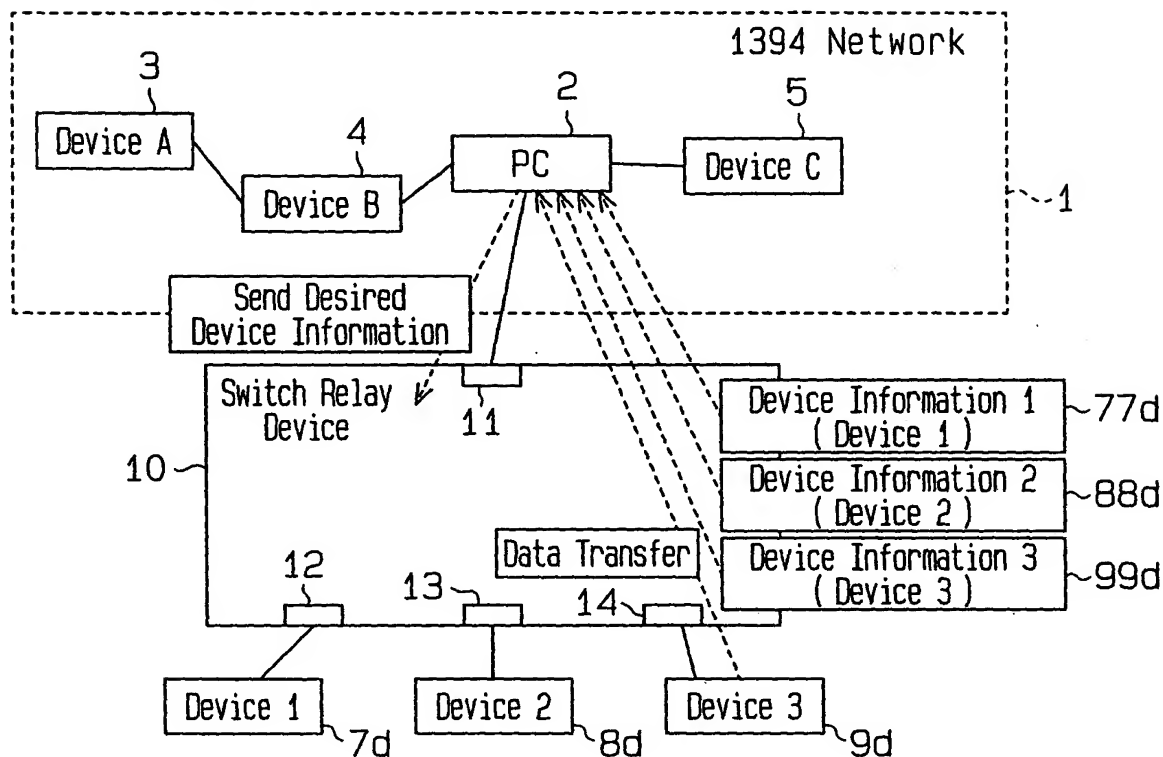 1394 Network
3
Device A
4
Device B
2
PC
5
Device C
1
Send Desired
Device Information
Switch Relay
Device
11
10
Device Information 1
( Device 1 )
77d
Device Information 2
( Device 2 )
88d
Device Information 3
( Device 3 )
99d
Data Transfer
12
13
14
Device 1
7d
Device 2
8d
Device 3
9d